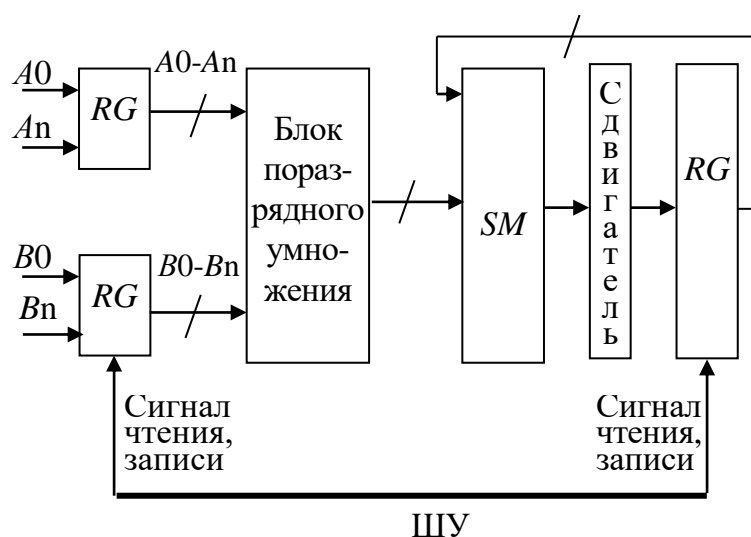 A0
An
RG
A0-An
B0
Bn
RG
B0-Bn
Блок
пораз-
рядного
умно-
жения
SM
Сдвигатель
RG
Сигнал
чтения,
записи
Сигнал
чтения,
записи
ШУ